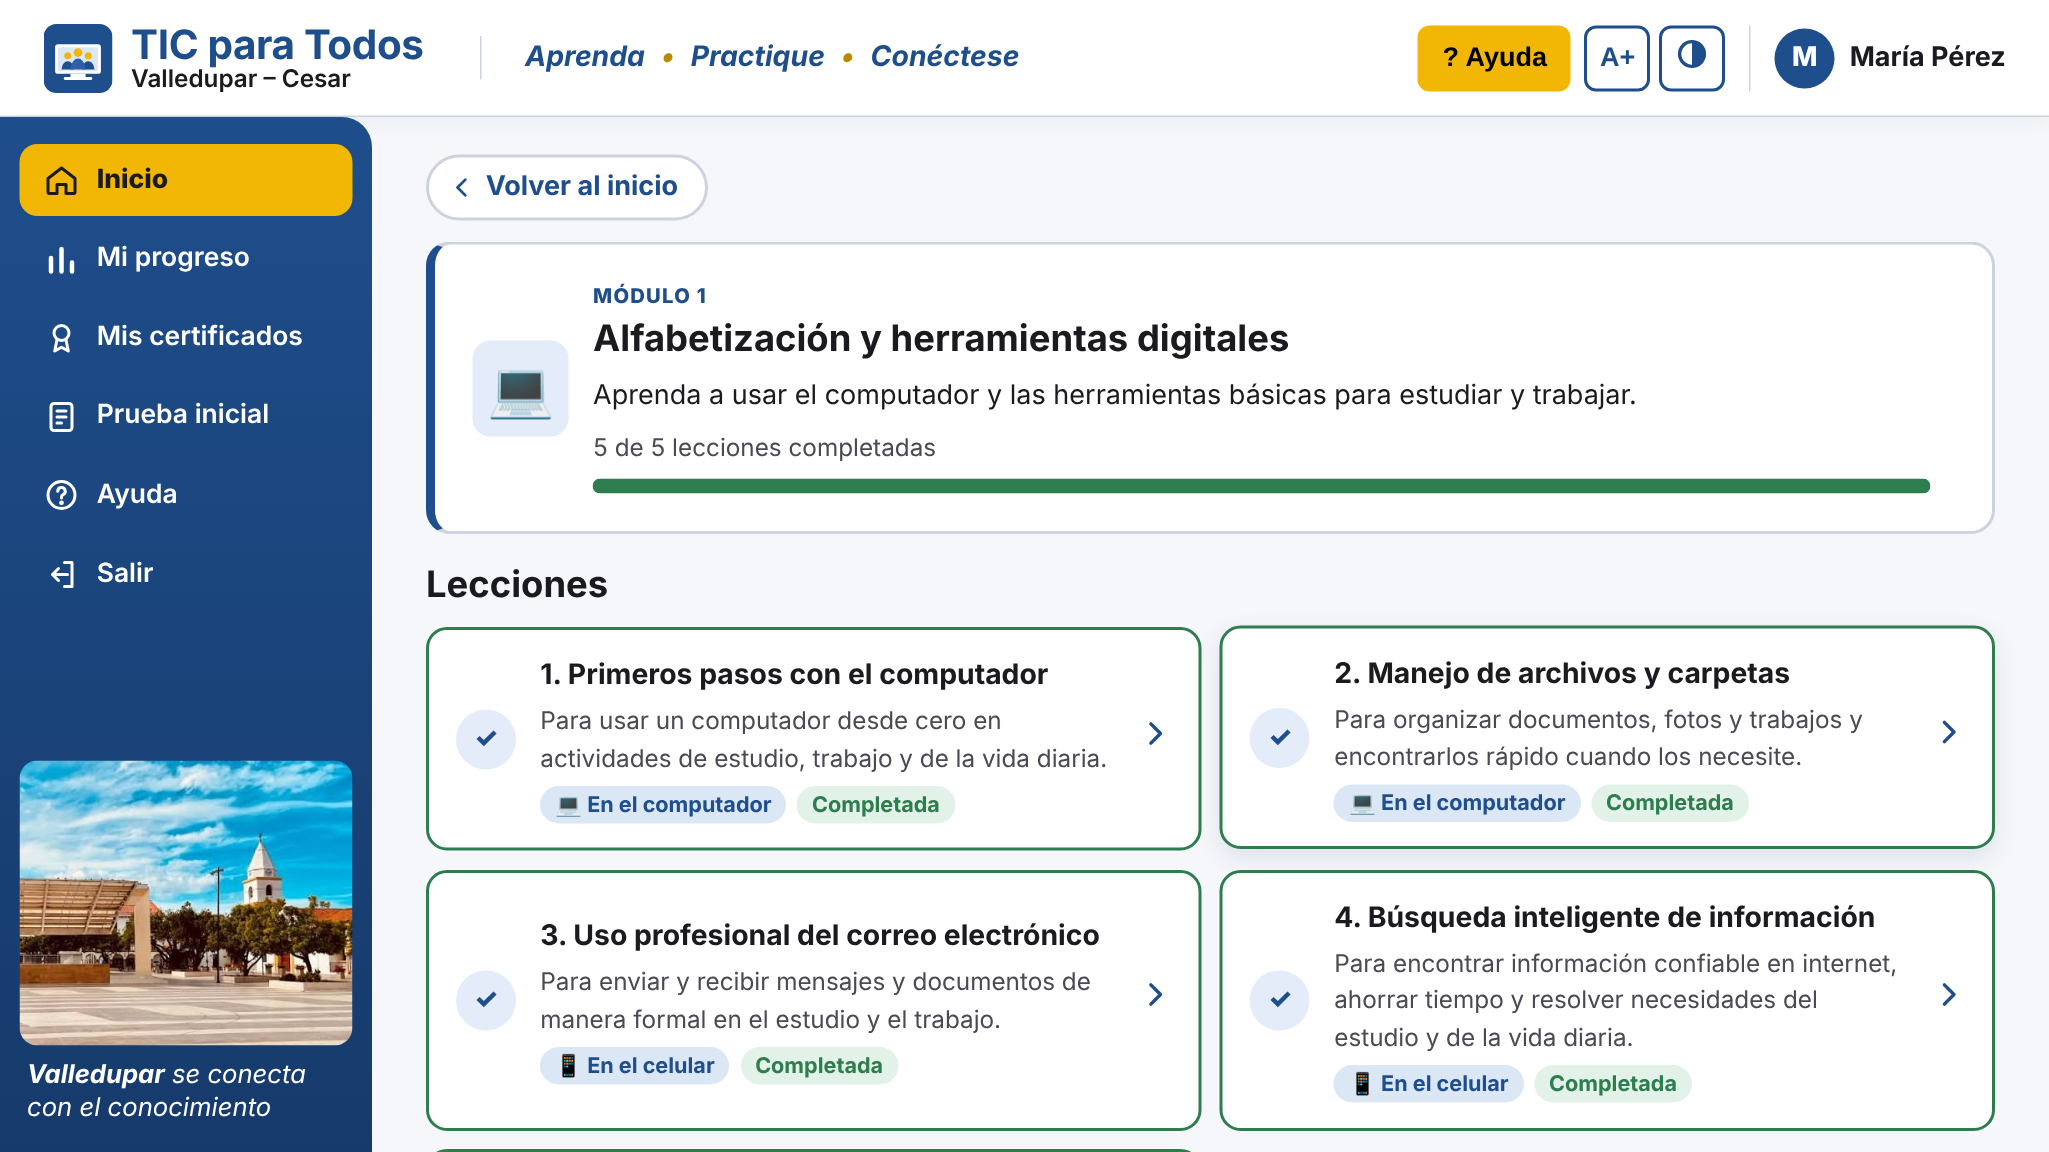 TIC para Todos
Valledupar – Cesar
Aprenda • Practique • Conéctese
? Ayuda
A+
M
María Pérez
Inicio
Mi progreso
Mis certificados
Prueba inicial
Ayuda
Salir
Valledupar se conecta
con el conocimiento
Volver al inicio
MÓDULO 1
Alfabetización y herramientas digitales
Aprenda a usar el computador y las herramientas básicas para estudiar y trabajar.
5 de 5 lecciones completadas
Lecciones
1. Primeros pasos con el computador
Para usar un computador desde cero en
actividades de estudio, trabajo y de la vida diaria.
En el computador
Completada
2. Manejo de archivos y carpetas
Para organizar documentos, fotos y trabajos y
encontrarlos rápido cuando los necesite.
En el computador
Completada
3. Uso profesional del correo electrónico
Para enviar y recibir mensajes y documentos de
manera formal en el estudio y el trabajo.
En el celular
Completada
4. Búsqueda inteligente de información
Para encontrar información confiable en internet,
ahorrar tiempo y resolver necesidades del
estudio y de la vida diaria.
En el celular
Completada